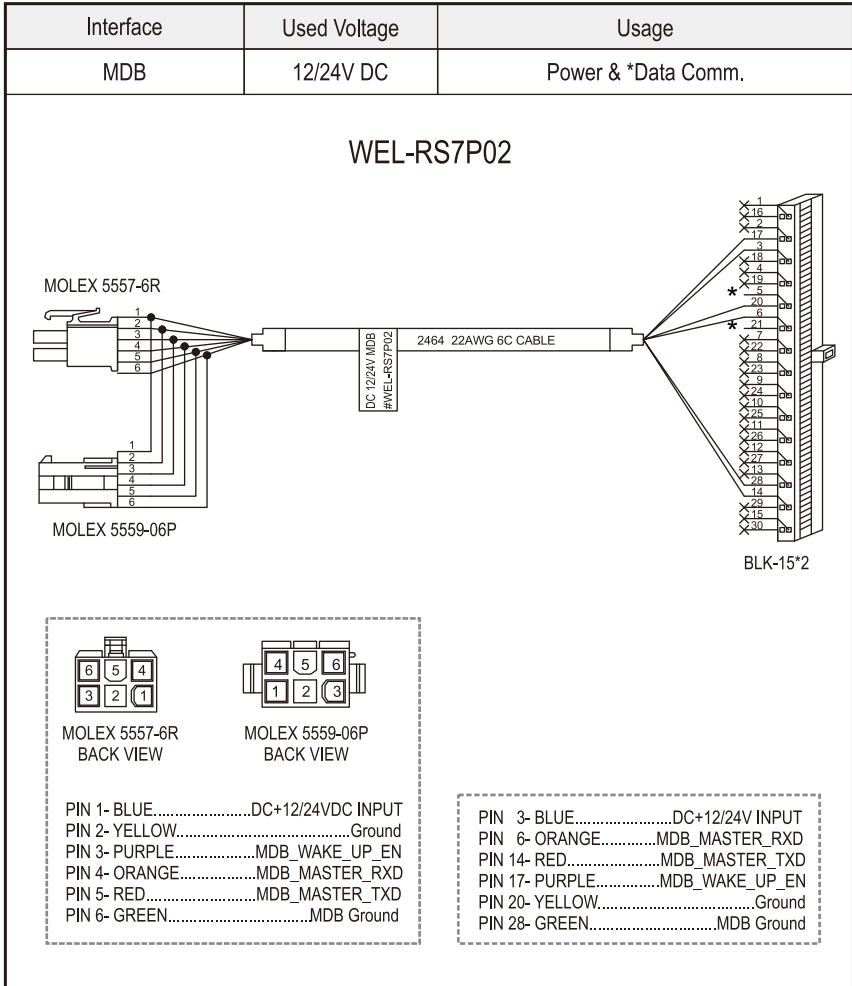 Interface Used Voltage Usage
MDB 12/24V DC Power & *Data Comm.
WEL-RS7P02
MOLEX 5557-6R
1
2
3
4
5
6
1
2
3
4
5
6
MOLEX 5559-06P
DC 12/24V MDB
#WEL-RS7P02
2464 22AWG 6C CABLE
1
16
2
17
3
18
4
19
* 5
20
6
* 21
7
22
8
23
9
24
10
25
11
26
12
27
13
28
14
29
15
30
BLK-15*2
6 5 4
3 2 1
MOLEX 5557-6R
BACK VIEW
4 5 6
1 2 3
MOLEX 5559-06P
BACK VIEW
PIN 1- BLUE........................DC+12/24VDC INPUT
PIN 2- YELLOW................................Ground
PIN 3- PURPLE................MDB_WAKE_UP_EN
PIN 4- ORANGE...............MDB_MASTER_RXD
PIN 5- RED......................MDB_MASTER_TXD
PIN 6- GREEN..........................MDB Ground
PIN 3- BLUE..................DC+12/24V INPUT
PIN 6- ORANGE..........MDB_MASTER_RXD
PIN 14- RED.................MDB_MASTER_TXD
PIN 17- PURPLE...........MDB_WAKE_UP_EN
PIN 20- YELLOW...........................Ground
PIN 28- GREEN.......................MDB Ground